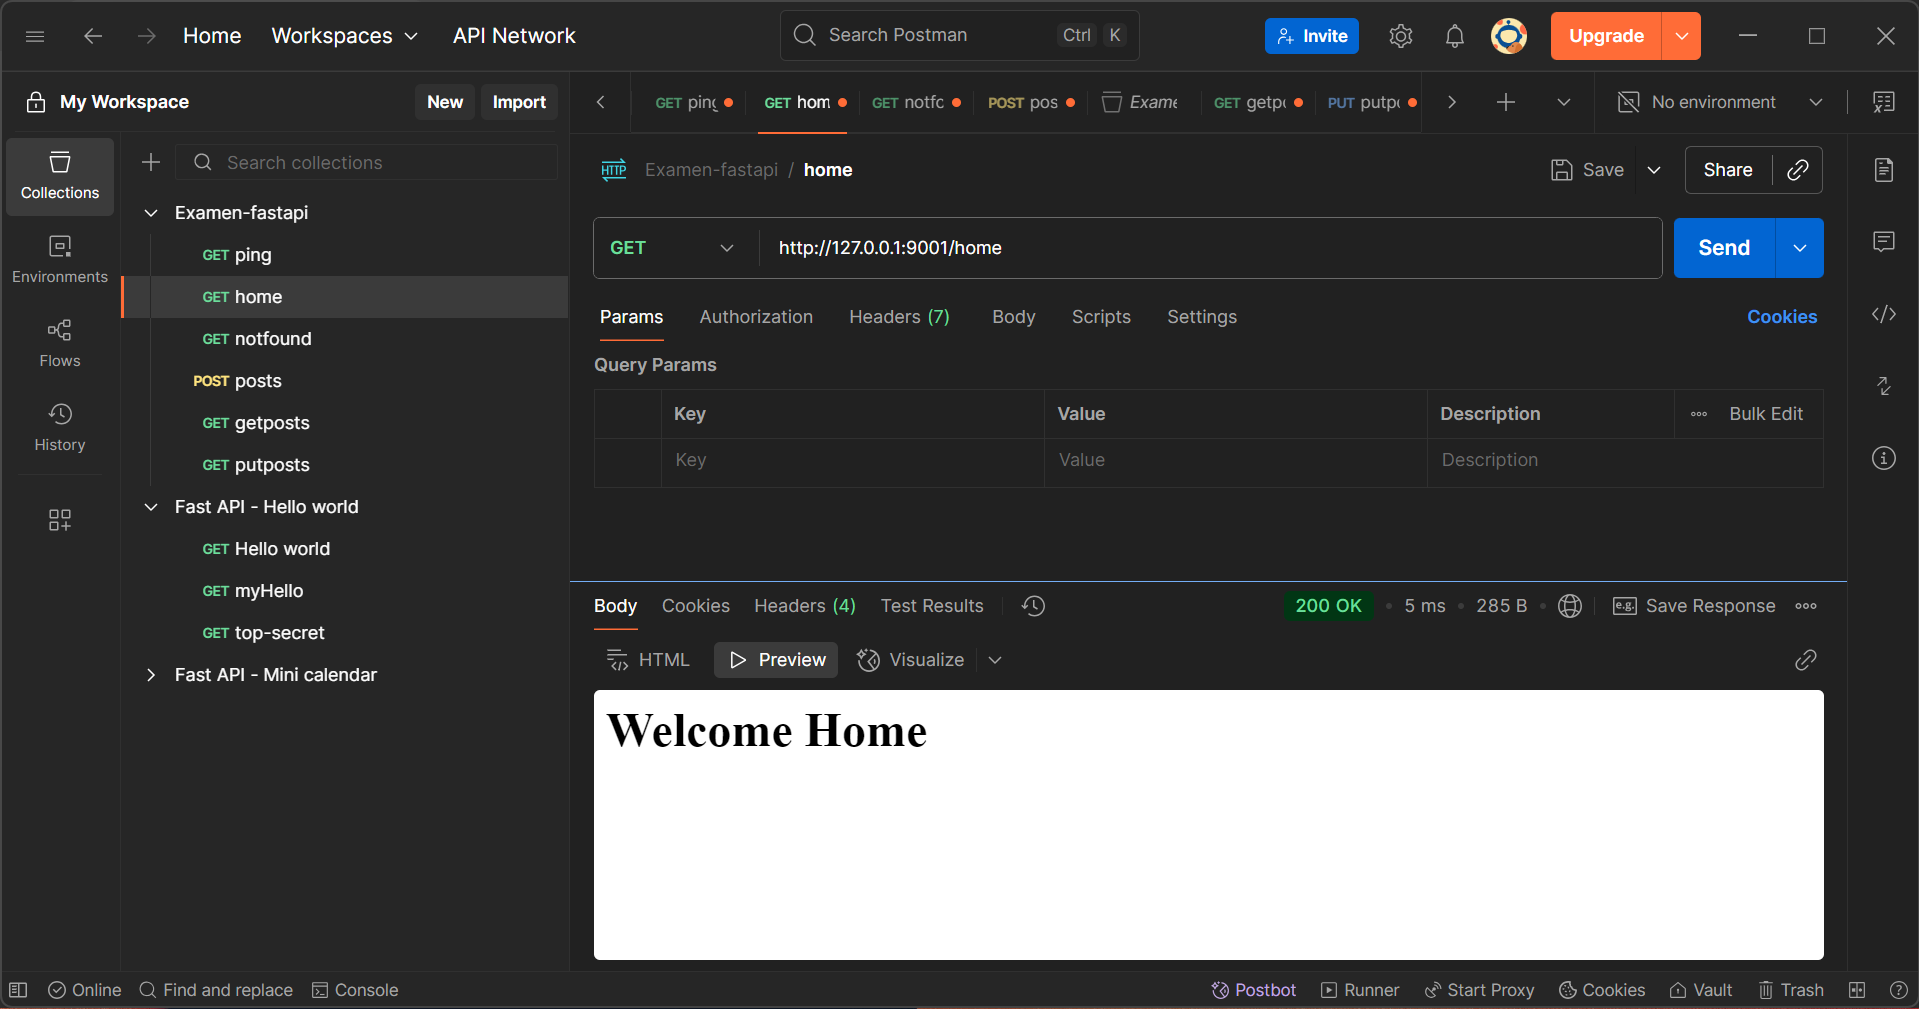 Home Workspaces API Network Search Postman Ctrl K Invite Upgrade
My Workspace New Import
GET ping GET hom GET notfc POST pos Exame GET getp GET PUT putp No environment
Collections
Environments
Flows
History
Search collections
Examen-fastapi
GET ping
GET home
GET notfound
POST posts
GET getposts
GET putposts
Fast API - Hello world
GET Hello world
GET myHello
GET top-secret
Fast API - Mini calendar
HTTP Examen-fastapi / home Save Share
GET http://127.0.0.1:9001/home Send
Params Authorization Headers (7) Body Scripts Settings Cookies
Query Params
Key Value Description Bulk Edit
Key Value Description
Body Cookies Headers (4) Test Results 200 OK • 5 ms • 285 B • e.g. Save Response
HTML Preview Visualize
Welcome Home
Online Find and replace Console Postbot Runner Start Proxy Cookies Vault Trash